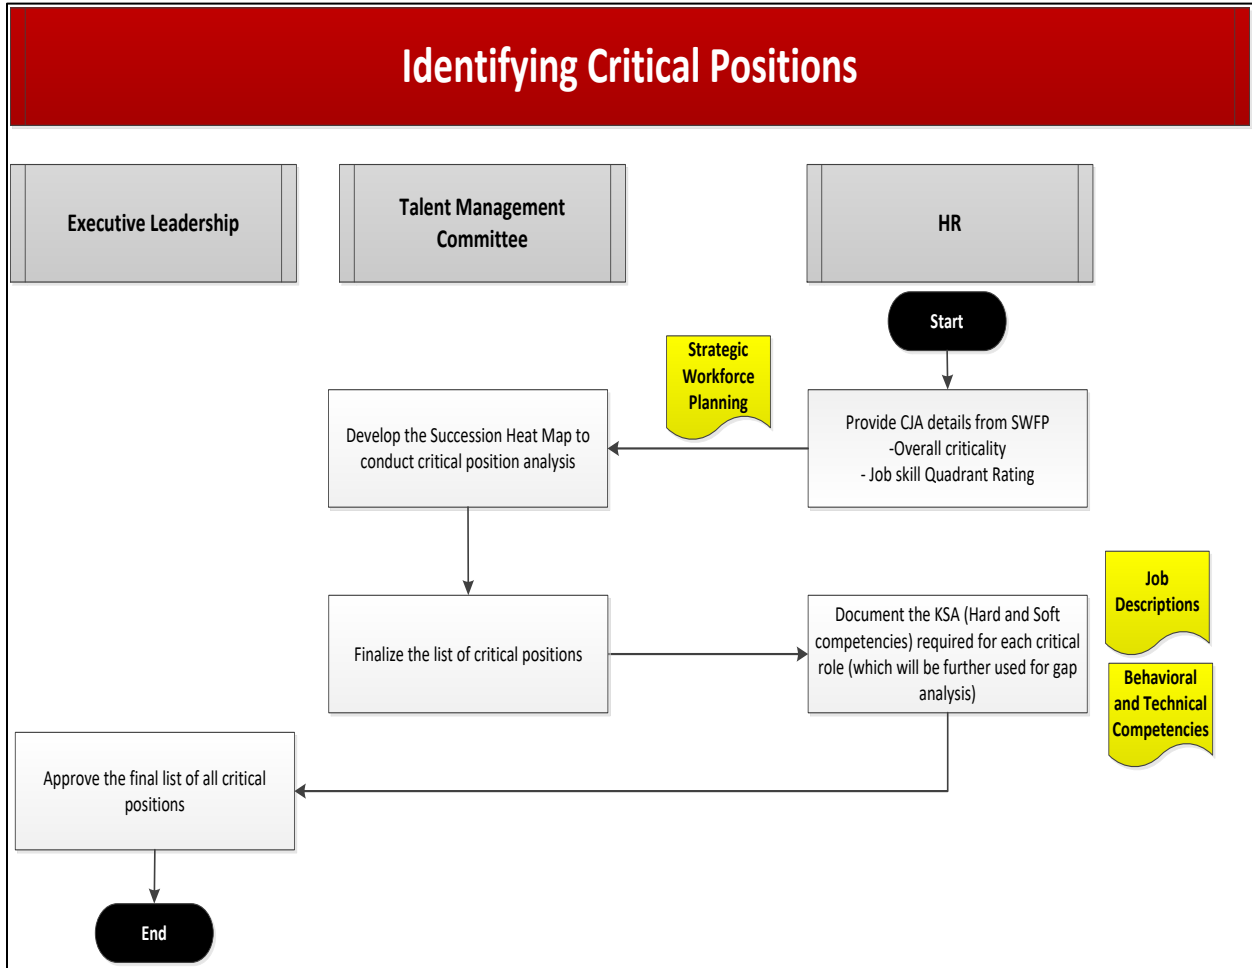 Identifying Critical Positions
Executive Leadership
Talent Management
Committee
HR
Start
Strategic
Workforce
Planning
Provide CJA details from SWFP
-Overall criticality
- Job skill Quadrant Rating
Develop the Succession Heat Map to
conduct critical position analysis
Finalize the list of critical positions
Document the KSA (Hard and Soft
competencies) required for each critical
role (which will be further used for gap
analysis)
Job
Descriptions
Behavioral
and Technical
Competencies
Approve the final list of all critical
positions
End